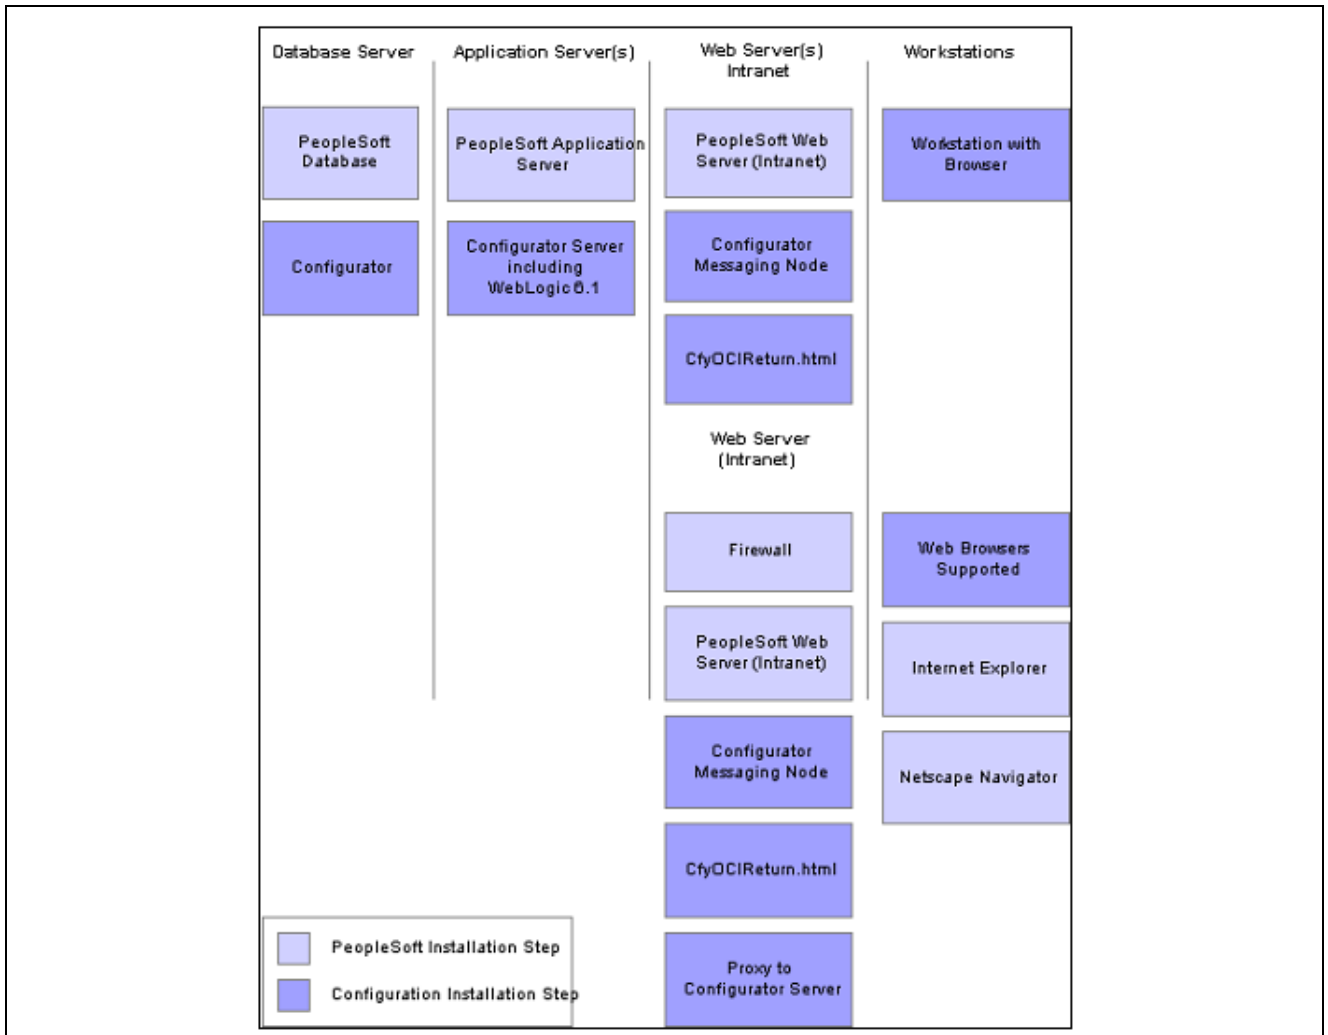 Database Server
Application Server(s)
Web Server(s)
Intranet
Workstations
PeopleSoft
Database
PeopleSoft Application
Server
PeopleSoft Web
Server (Intranet)
Workstation with
Browser
Configurator
Configurator Server
including
WebLogic 6.1
Configurator
Messaging Node
CfyOCIReturn.html
Web Server
(Intranet)
Firewall
Web Browsers
Supported
PeopleSoft Web
Server (Intranet)
Internet Explorer
Configurator
Messaging Node
Netscape Navigator
CfyOCIReturn.html
Proxy to
Configurator Server
PeopleSoft Installation Step
Configuration Installation Step